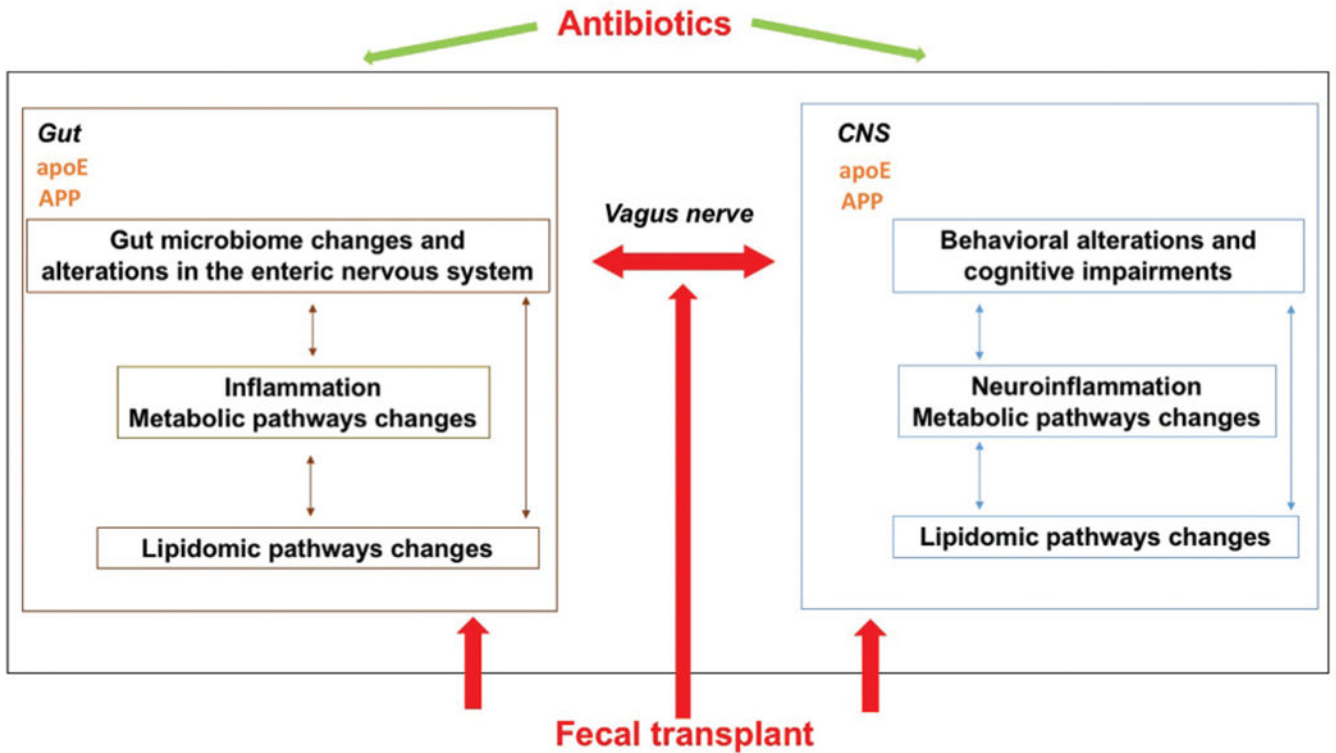 Antibiotics
Gut
apoE
APP
Gut microbiome changes and
alterations in the enteric nervous system
Inflammation
Metabolic pathways changes
Lipidomic pathways changes
Vagus nerve
CNS
apoE
APP
Behavioral alterations and
cognitive impairments
Neuroinflammation
Metabolic pathways changes
Lipidomic pathways changes
Fecal transplant